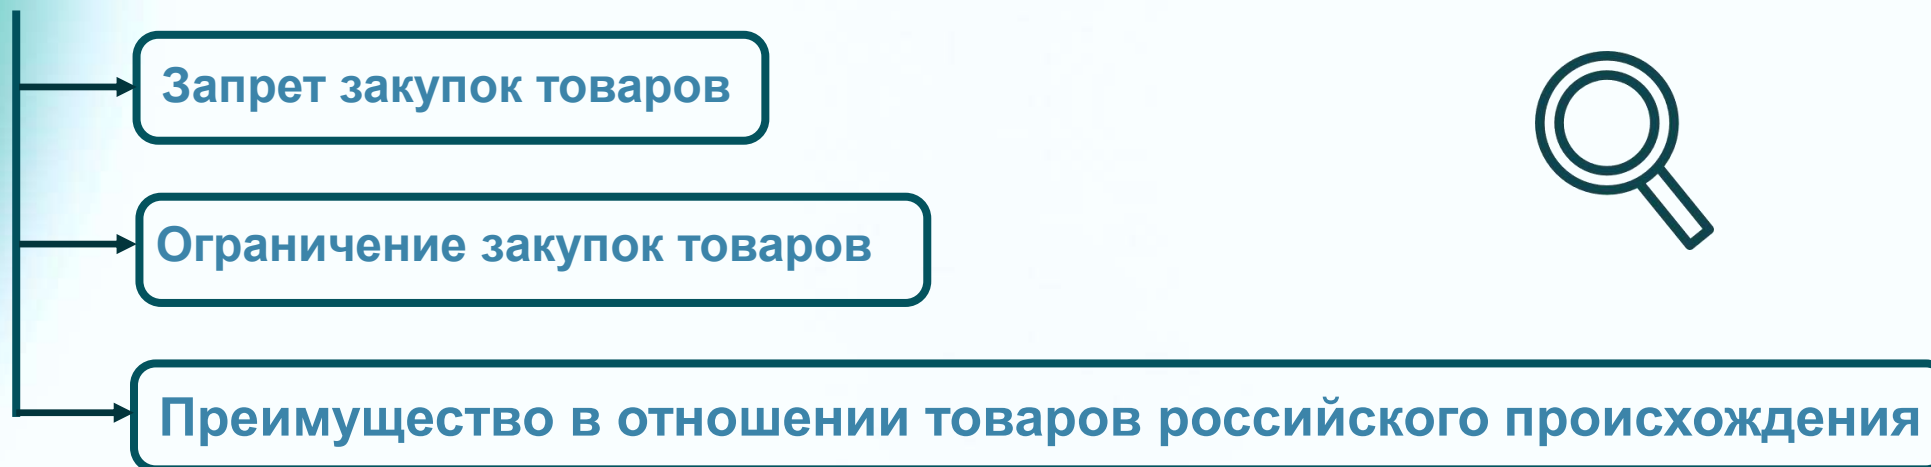 Запрет закупок товаров
Ограничение закупок товаров
Преимущество в отношении товаров российского происхождения